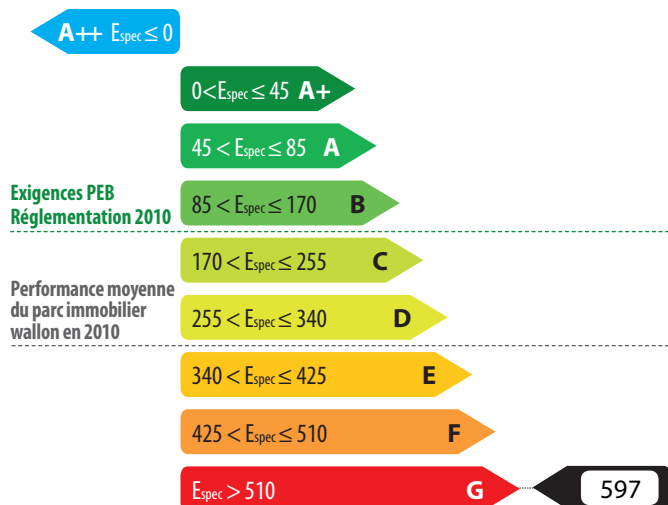 A++ Espec ≤ 0
0<Espec ≤ 45 A+
45 < Espec ≤ 85 A
Exigences PEB
Réglementation 2010
85 < Espec ≤ 170 B
170 < Espec ≤ 255 C
Performance moyenne
du parc immobilier
wallon en 2010
255 < Espec ≤ 340 D
340 < Espec ≤ 425 E
425 < Espec ≤ 510 F
Espec > 510 G
597